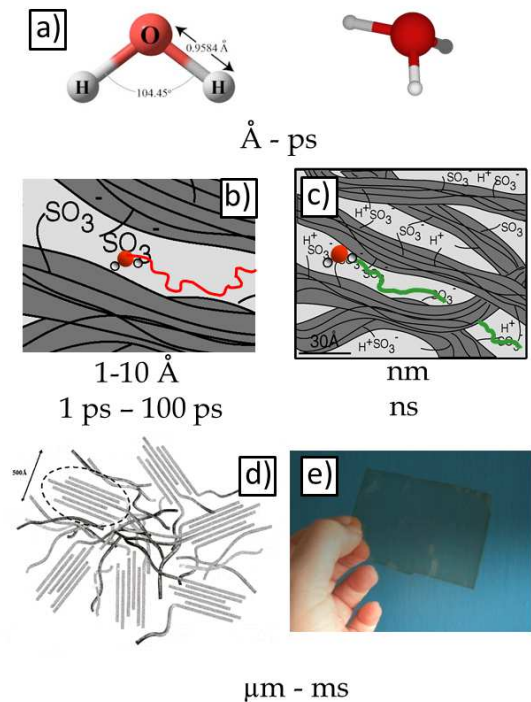 a)
O
H
H
0.9584 Å
104.45°
Å - ps
b)
SO3
SO3
-
-
1-10 Å
1 ps – 100 ps
c)
SO3-
H+SO3-
H+
SO3-
H+
SO3-
H+
SO3-
H+
SO3-
H+SO3-
30Å
nm
ns
d)
500Å
e)
µm - ms